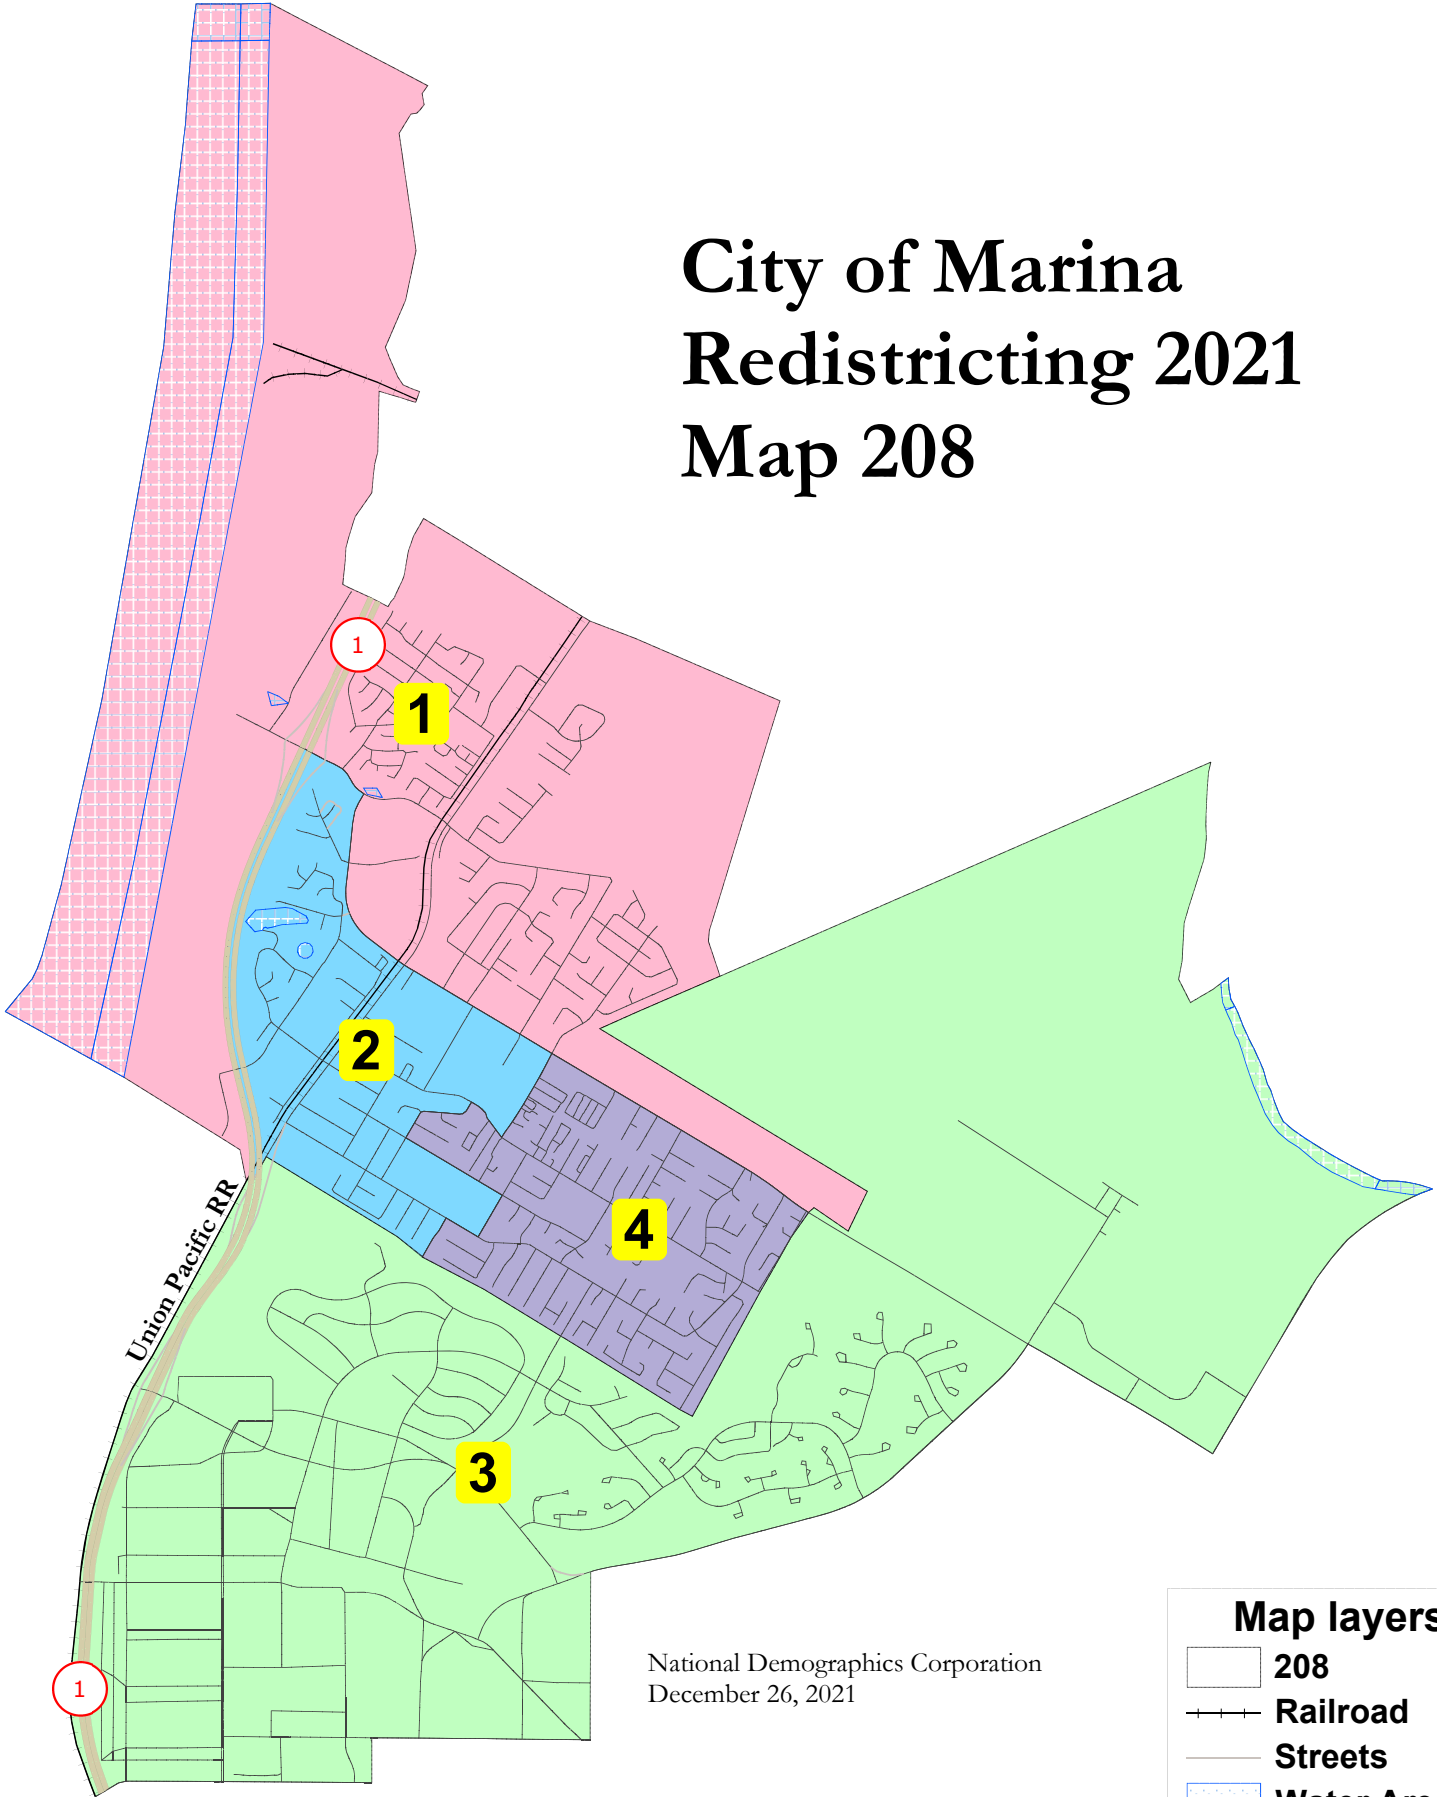 City of Marina
Redistricting 2021
Map 208
1
1
2
4
Union Pacific RR
3
1
National Demographics Corporation
December 26, 2021
Map layers
208
Railroad
Streets
Water